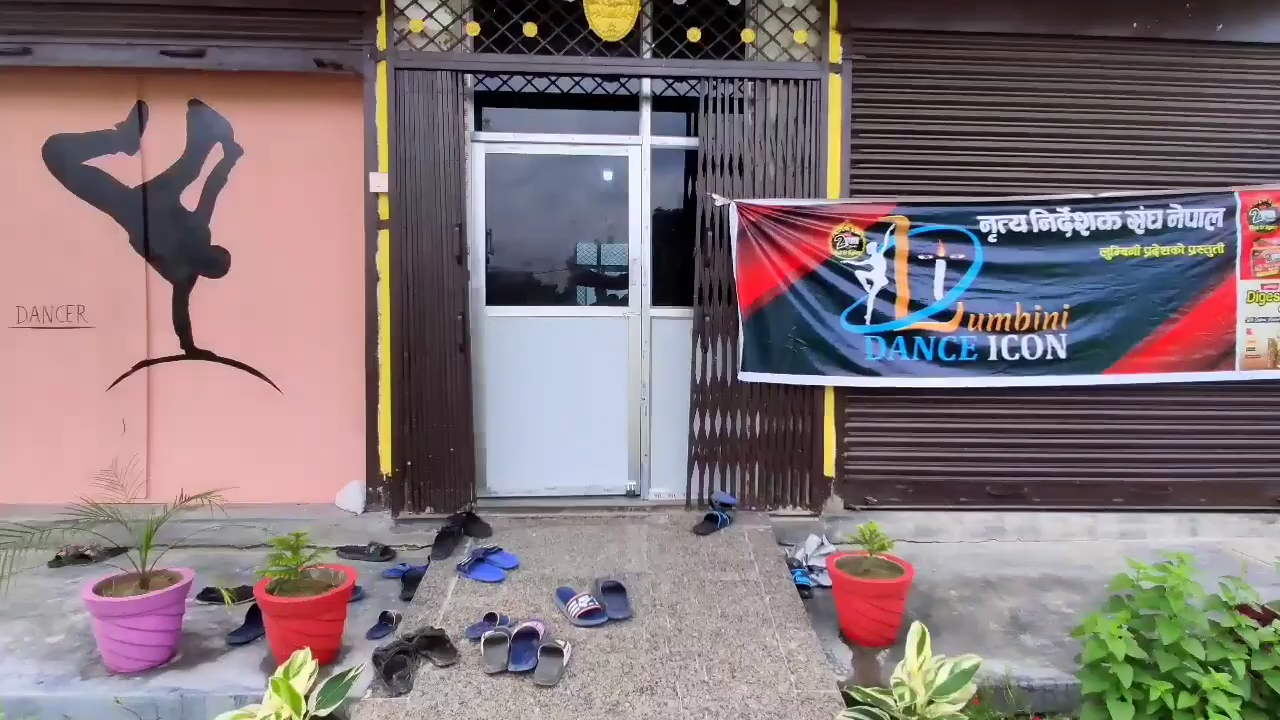 DANCER
नृत्य निर्देशक संघ नेपाल
लुम्बिनी प्रदेशको प्रस्तुती
Lumbini
DANCE ICON
Diges